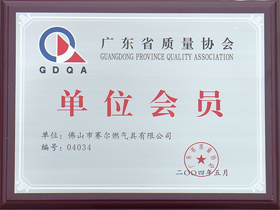 广东省质量协会
GUANGDONG PROVINCE QUALITY ASSOCIATION
GDQA
单位会员
单位：佛山市赛尔燃气具有限公司
编号：04034
二〇〇四年五月